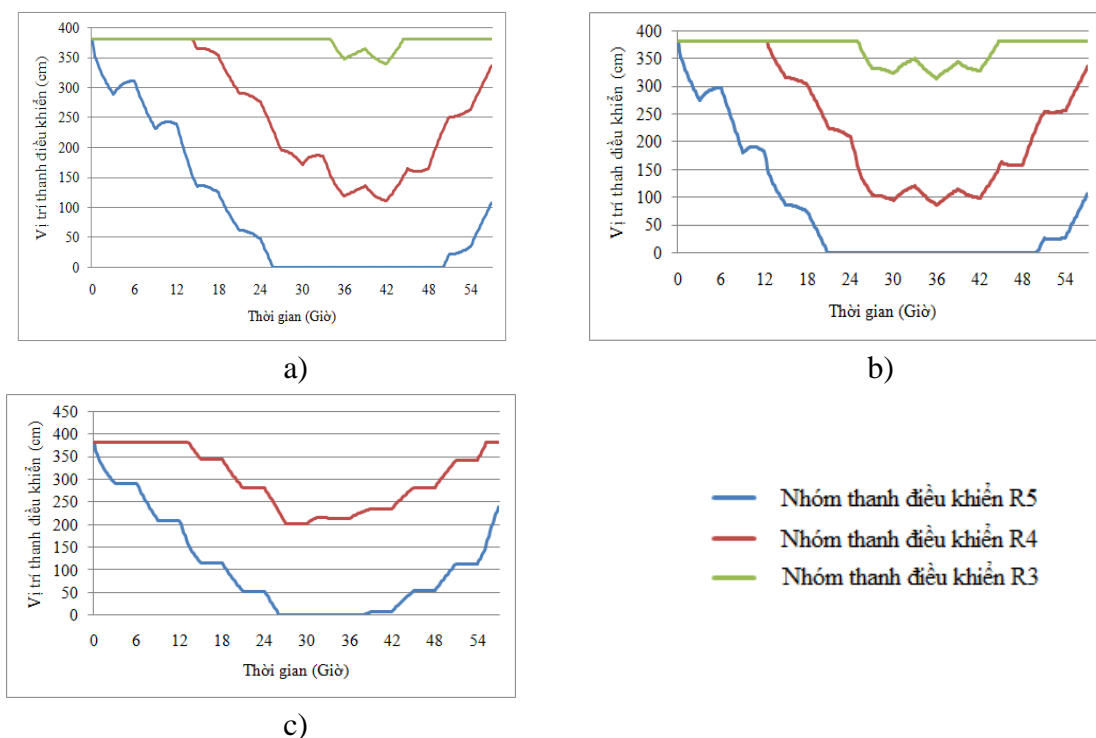 400
350
300
250
200
150
100
50
0
Vị trí thanh điều khiển (cm)
0 6 12 18 24 30 36 42 48 54
Thời gian (Giờ)
a)
400
350
300
250
200
150
100
50
0
Vị trí thah điều khiển (cm)
0 6 12 18 24 30 36 42 48 54
Thời gian (Giờ)
b)
450
400
350
300
250
200
150
100
50
0
Vị trí thanh điều khiển (cm)
0 6 12 18 24 30 36 42 48 54
Thời gian (Giờ)
c)
Nhóm thanh điều khiển R5
Nhóm thanh điều khiển R4
Nhóm thanh điều khiển R3